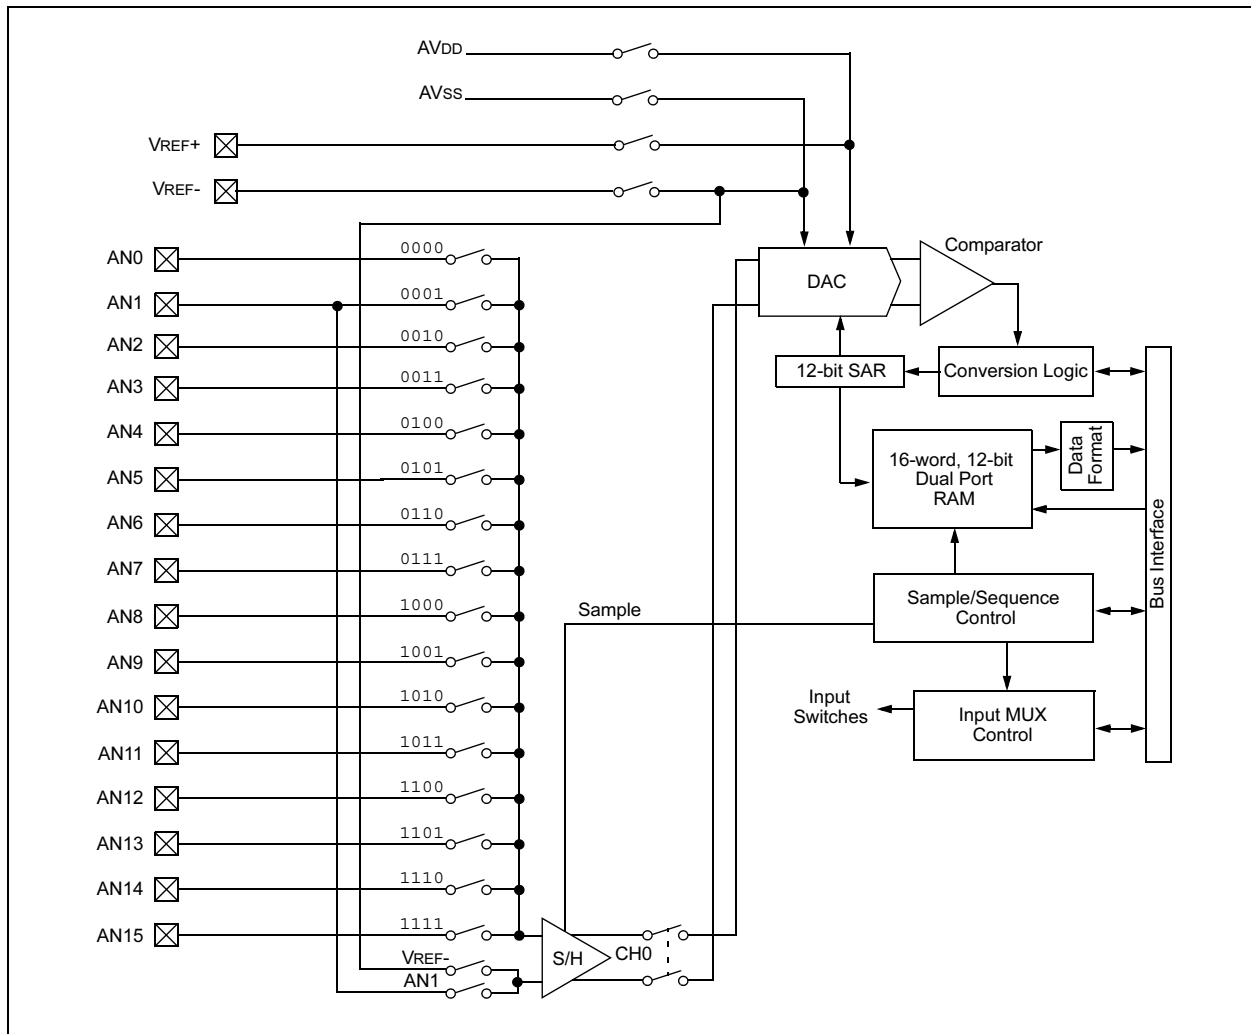 AVDD
AVSS
VREF+
VREF-
AN0
0000
AN1
0001
AN2
0010
AN3
0011
AN4
0100
AN5
0101
AN6
0110
AN7
0111
AN8
1000
AN9
1001
AN10
1010
AN11
1011
AN12
1100
AN13
1101
AN14
1110
AN15
1111
VREF-
AN1
S/H
CH0
Sample
DAC
Comparator
12-bit SAR
Conversion Logic
16-word, 12-bit
Dual Port
RAM
Data
Format
Bus Interface
Sample/Sequence
Control
Input
Switches
Input MUX
Control